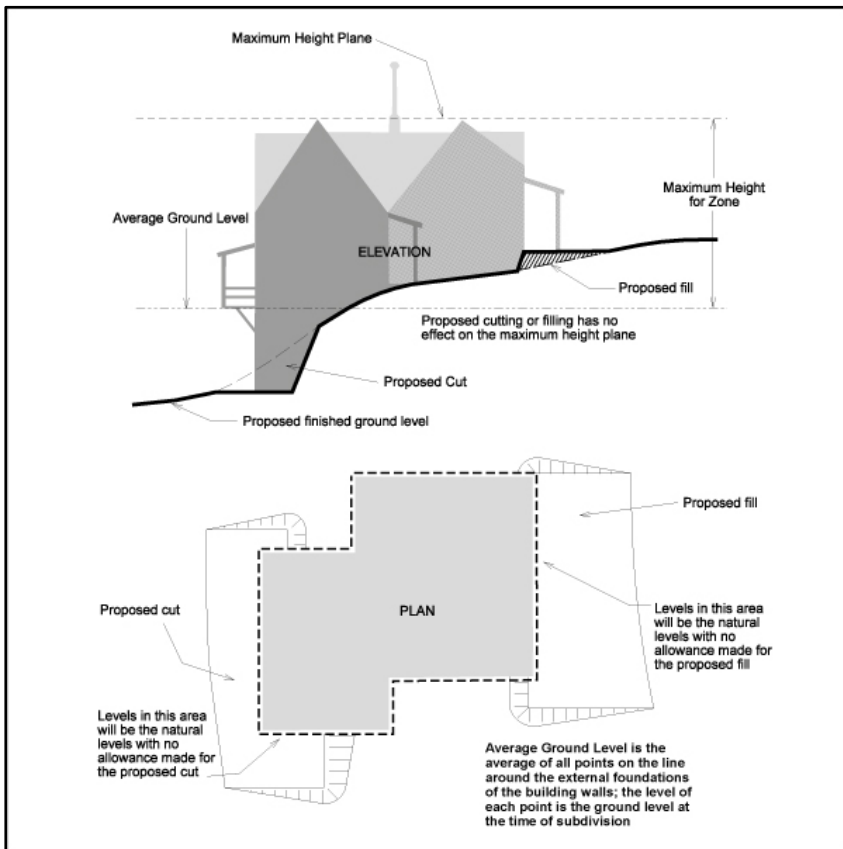 Maximum Height Plane
Maximum Height
for Zone
Average Ground Level
ELEVATION
Proposed fill
Proposed cutting or filling has no
effect on the maximum height plane
Proposed Cut
Proposed finished ground level
Proposed fill
Proposed cut
PLAN
Levels in this area
will be the natural
levels with no
allowance made for
the proposed fill
Levels in this area
will be the natural
levels with no
allowance made for
the proposed cut
Average Ground Level is the
average of all points on the line
around the external foundations
of the building walls; the level of
each point is the ground level at
the time of subdivision